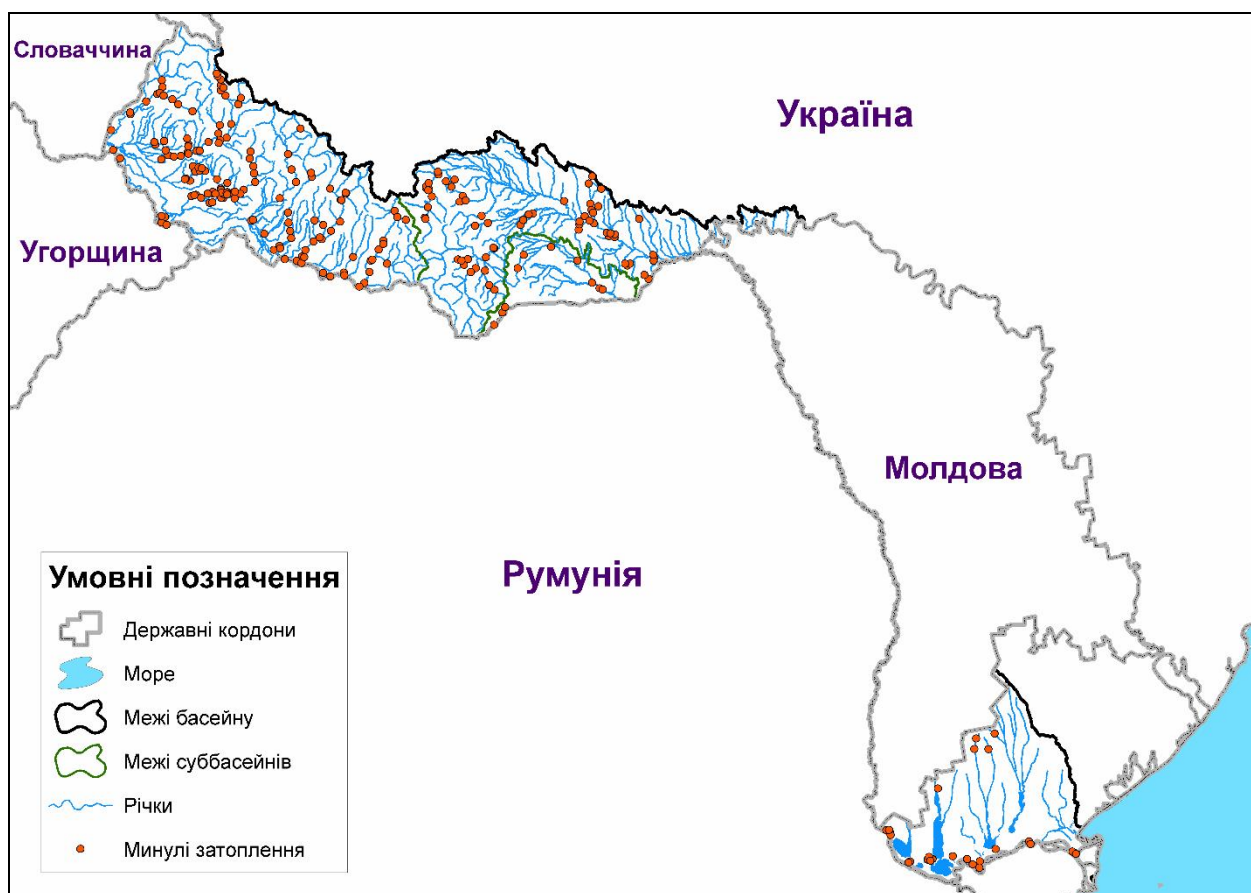 Словаччина
Україна
Угорщина
Молдова
Румунія
Умовні позначення
Державні кордони
Море
Межі басейну
Межі суббасейнів
Річки
Минулі затоплення